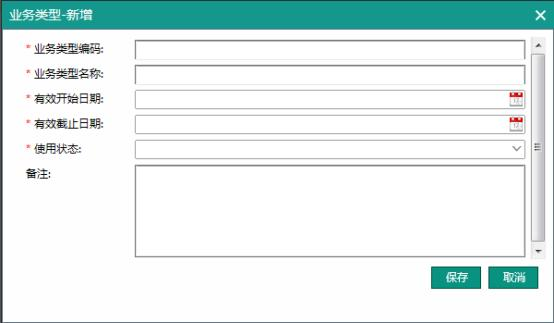 业务类型-新增
* 业务类型编码:
* 业务类型名称:
* 有效开始日期:
* 有效截止日期:
* 使用状态:
备注:
保存 取消